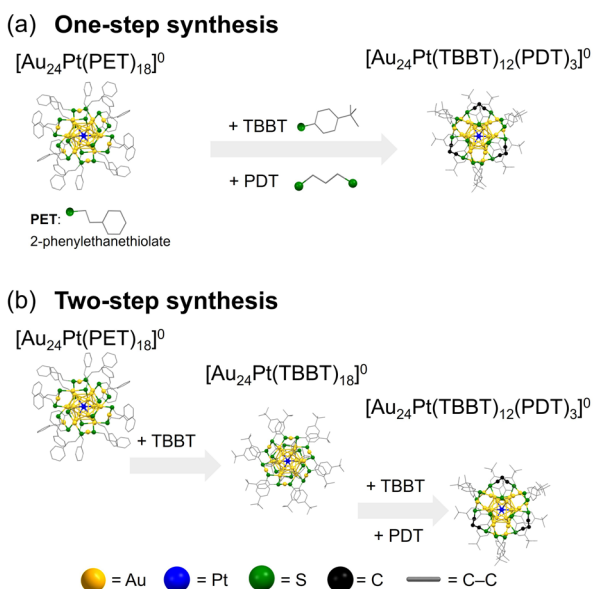 (a) One-step synthesis
[Au₂₄Pt(PET)₁₈]⁰
[Au₂₄Pt(TBBT)₁₂(PDT)₃]⁰
+ TBBT
+ PDT
PET:
2-phenylethanethiolate
(b) Two-step synthesis
[Au₂₄Pt(PET)₁₈]⁰
[Au₂₄Pt(TBBT)₁₈]⁰
[Au₂₄Pt(TBBT)₁₂(PDT)₃]⁰
+ TBBT
+ TBBT
+ PDT
= Au = Pt = S = C = C–C